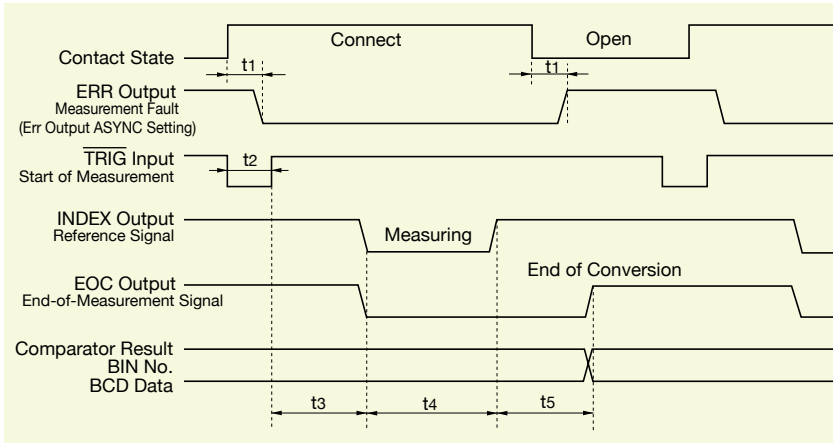 Connect
Open
Contact State
t1
t1
ERR Output
Measurement Fault
(Err Output ASYNC Setting)
TRIG Input
t2
Start of Measurement
INDEX Output
Reference Signal
Measuring
End of Conversion
EOC Output
End-of-Measurement Signal
Comparator Result
BIN No.
BCD Data
t3
t4
t5